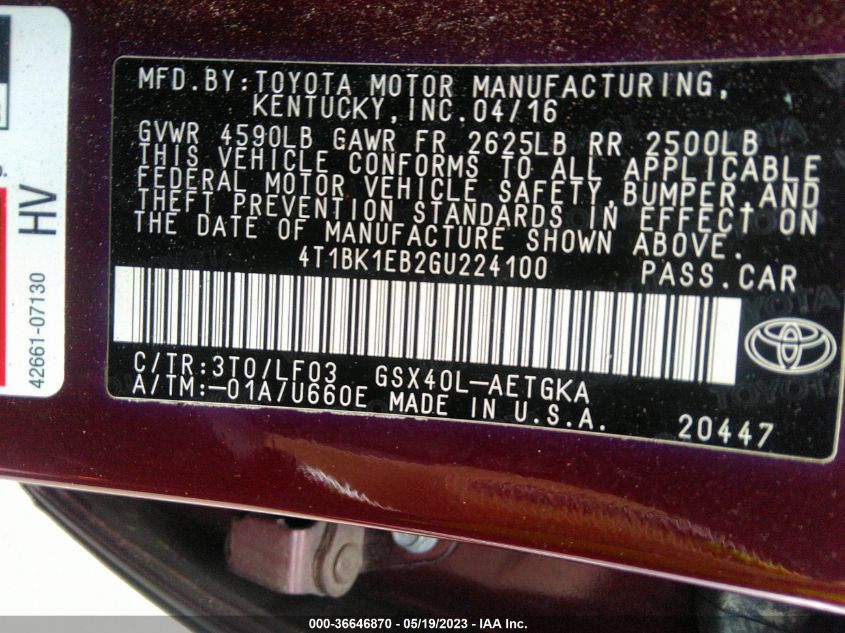 MFD.BY:TOYOTA MOTOR MANUFACTURING,
KENTUCKY,INC.04/16
GVWR 4590LB GAWR FR 2625LB RR 2500LB
THIS VEHICLE CONFORMS TO ALL APPLICABLE
FEDERAL MOTOR VEHICLE SAFETY,BUMPER,AND
THEFT PREVENTION STANDARDS IN EFFECT ON
THE DATE OF MANUFACTURE SHOWN ABOVE.
4T1BK1EB2GU224100 PASS.CAR
C/TR:3T0/LF03 GSX40L-AETGKA
A/TM:-01A/U660E MADE IN U.S.A. 20447
HV
42661-07130
000-36646870 - 05/19/2023 - IAA Inc.